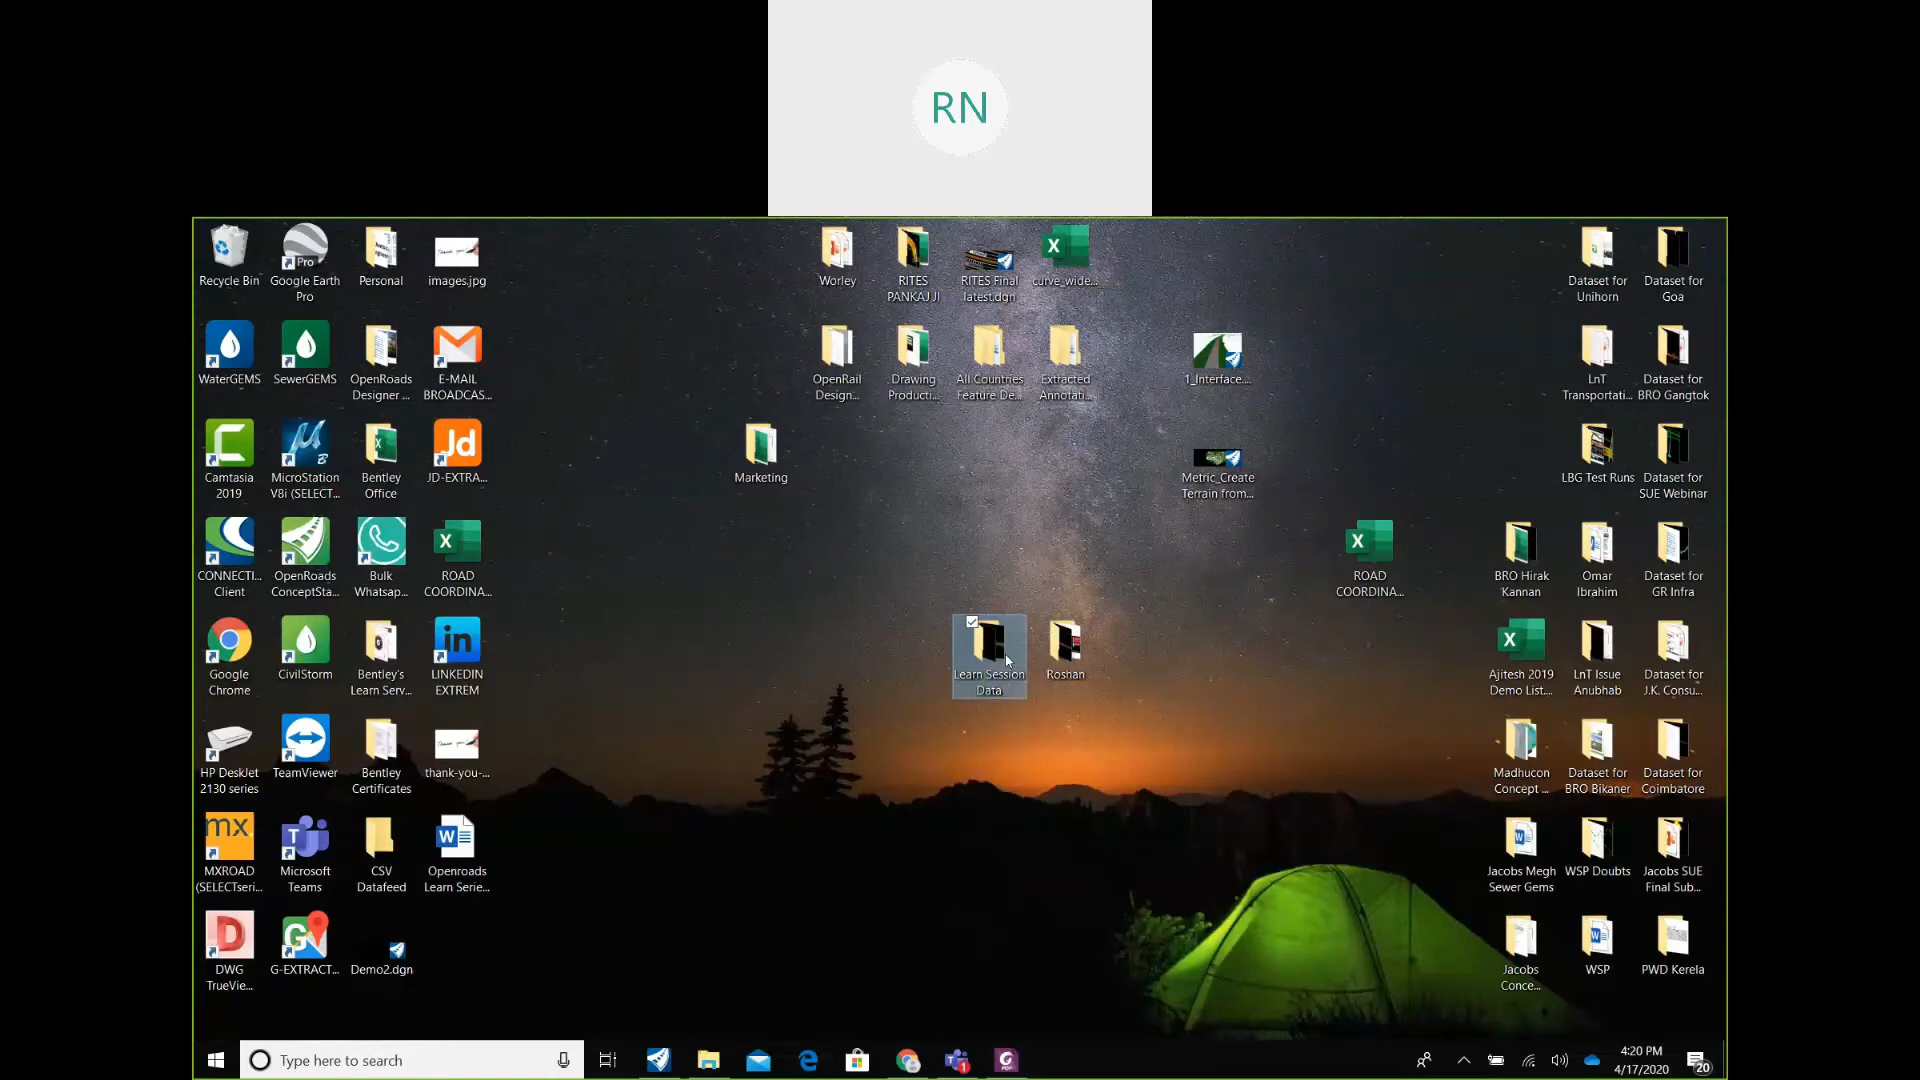 RN
Recycle Bin
Google Earth
Pro
Personal
images.jpg
Worley
RITES
PANKAJ JI
RITES Final
latest.dgn
curve_wide...
Dataset for
Unihorn
Dataset for
Goa
WaterGEMS
SewerGEMS
OpenRoads
Designer ...
E-MAIL
BROADCAS...
OpenRail
Design...
Drawing
Producti...
All Countries
Feature De...
Extracted
Annotati...
1_Interface...
LnT
Transportati...
Dataset for
BRO Gangtok
Camtasia
2019
MicroStation
V8i (SELECT...
Bentley
Office
JD-EXTRA...
Marketing
Metric_Create
Terrain from...
LBG Test Runs
Dataset for
SUE Webinar
CONNECTI...
Client
OpenRoads
ConceptSta...
Bulk
Whatsap...
ROAD
COORDINA...
ROAD
COORDINA...
BRO Hirak
Kannan
Omar
Ibrahim
Dataset for
GR Infra
Google
Chrome
CivilStorm
Bentley's
Learn Serv...
LINKEDIN
EXTREM
Learn Session
Data
Roshan
Ajitesh 2019
Demo List....
LnT Issue
Anubhab
Dataset for
J.K. Consu...
HP DeskJet
2130 series
TeamViewer
Bentley
Certificates
thank-you-...
Madhucon
Concept ...
Dataset for
BRO Bikaner
Dataset for
Coimbatore
mx
MXROAD
(SELECTseri...
Microsoft
Teams
CSV
Datafeed
Openroads
Learn Serie...
Jacobs Megh
Sewer Gems
WSP Doubts
Jacobs SUE
Final Sub...
DWG
TrueVie...
G-EXTRACT...
Demo2.dgn
Jacobs
Conce...
WSP
PWD Kerela
Type here to search
4:20 PM
4/17/2020
20